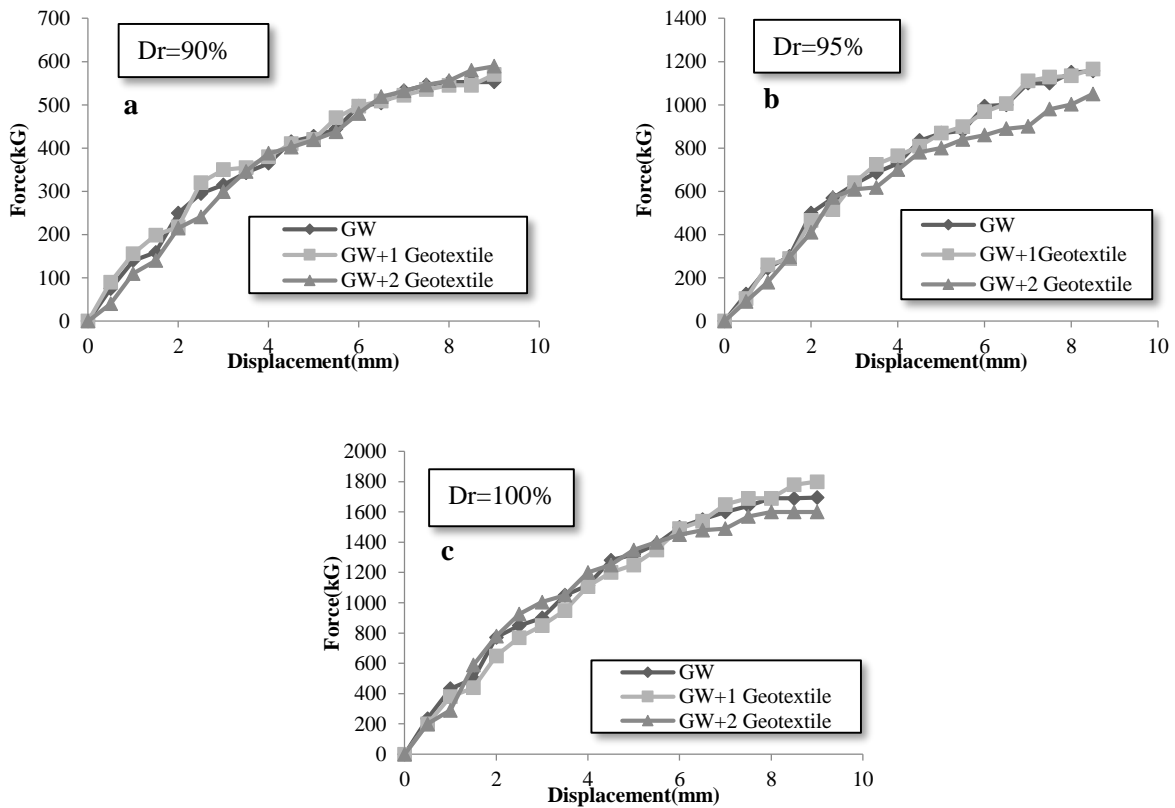 Dr=90%
a
Force(kG)
700
600
500
400
300
200
100
0
0 2 4 6 8 10
Displacement(mm)
GW
GW+1 Geotextile
GW+2 Geotextile
Dr=95%
b
Force(kG)
1400
1200
1000
800
600
400
200
0
0 2 4 6 8 10
Displacement(mm)
GW
GW+1Geotextile
GW+2 Geotextile
Dr=100%
c
Force(kG)
2000
1800
1600
1400
1200
1000
800
600
400
200
0
0 2 4 6 8 10
Displacement(mm)
GW
GW+1 Geotextile
GW+2 Geotextile